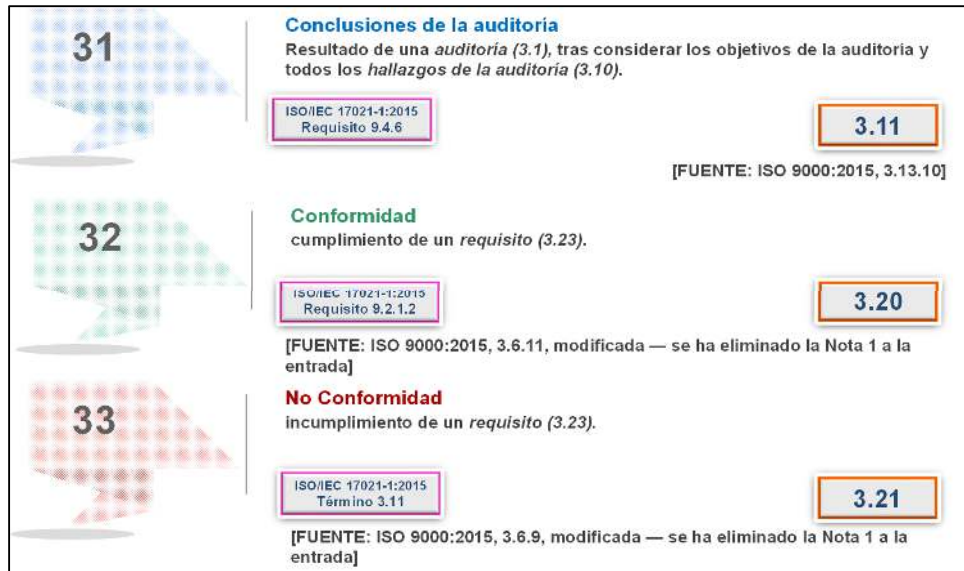 31
Conclusiones de la auditoría
Resultado de una auditoría (3.1), tras considerar los objetivos de la auditoría y
todos los hallazgos de la auditoría (3.10).
ISO/IEC 17021-1:2015
Requisito 9.4.6
3.11
[FUENTE: ISO 9000:2015, 3.13.10]
32
Conformidad
cumplimiento de un requisito (3.23).
ISO/IEC 17021-1:2015
Requisito 9.2.1.2
3.20
[FUENTE: ISO 9000:2015, 3.6.11, modificada — se ha eliminado la Nota 1 a la
entrada]
33
No Conformidad
incumplimiento de un requisito (3.23).
ISO/IEC 17021-1:2015
Término 3.11
3.21
[FUENTE: ISO 9000:2015, 3.6.9, modificada — se ha eliminado la Nota 1 a la
entrada]